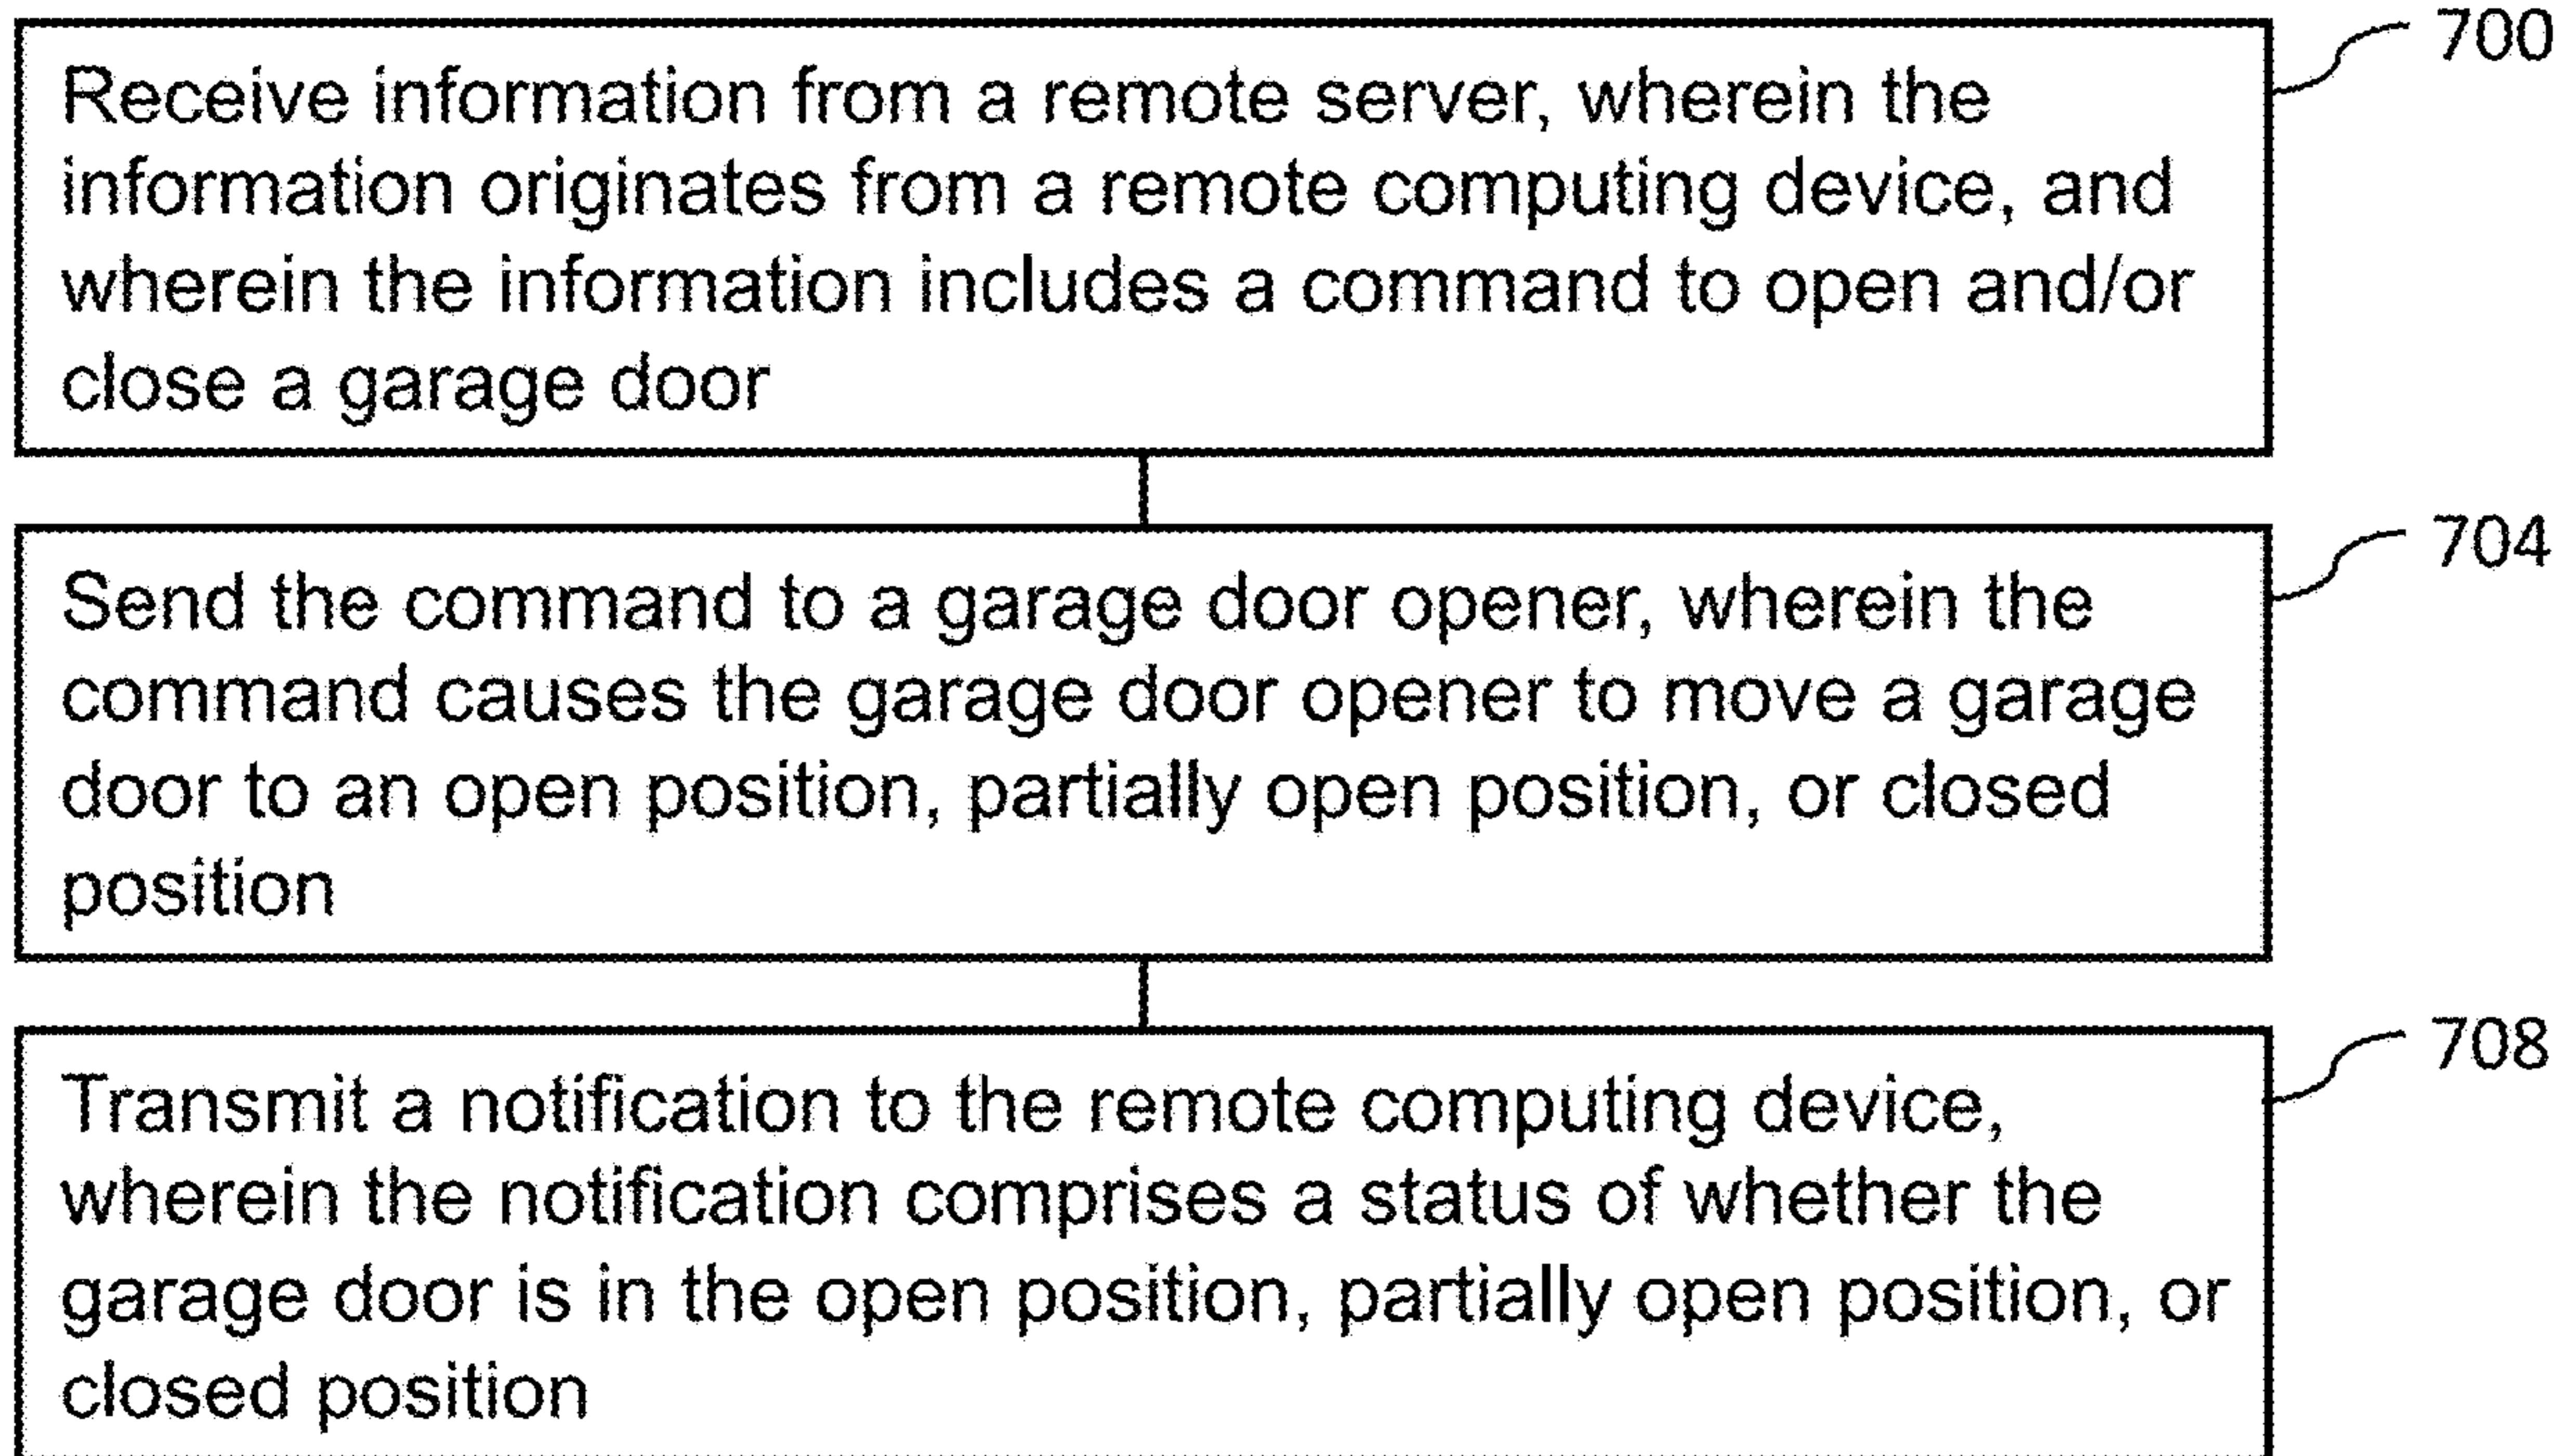 700
Receive information from a remote server, wherein the
information originates from a remote computing device, and
wherein the information includes a command to open and/or
close a garage door
704
Send the command to a garage door opener, wherein the
command causes the garage door opener to move a garage
door to an open position, partially open position, or closed
position
708
Transmit a notification to the remote computing device,
wherein the notification comprises a status of whether the
garage door is in the open position, partially open position, or
closed position